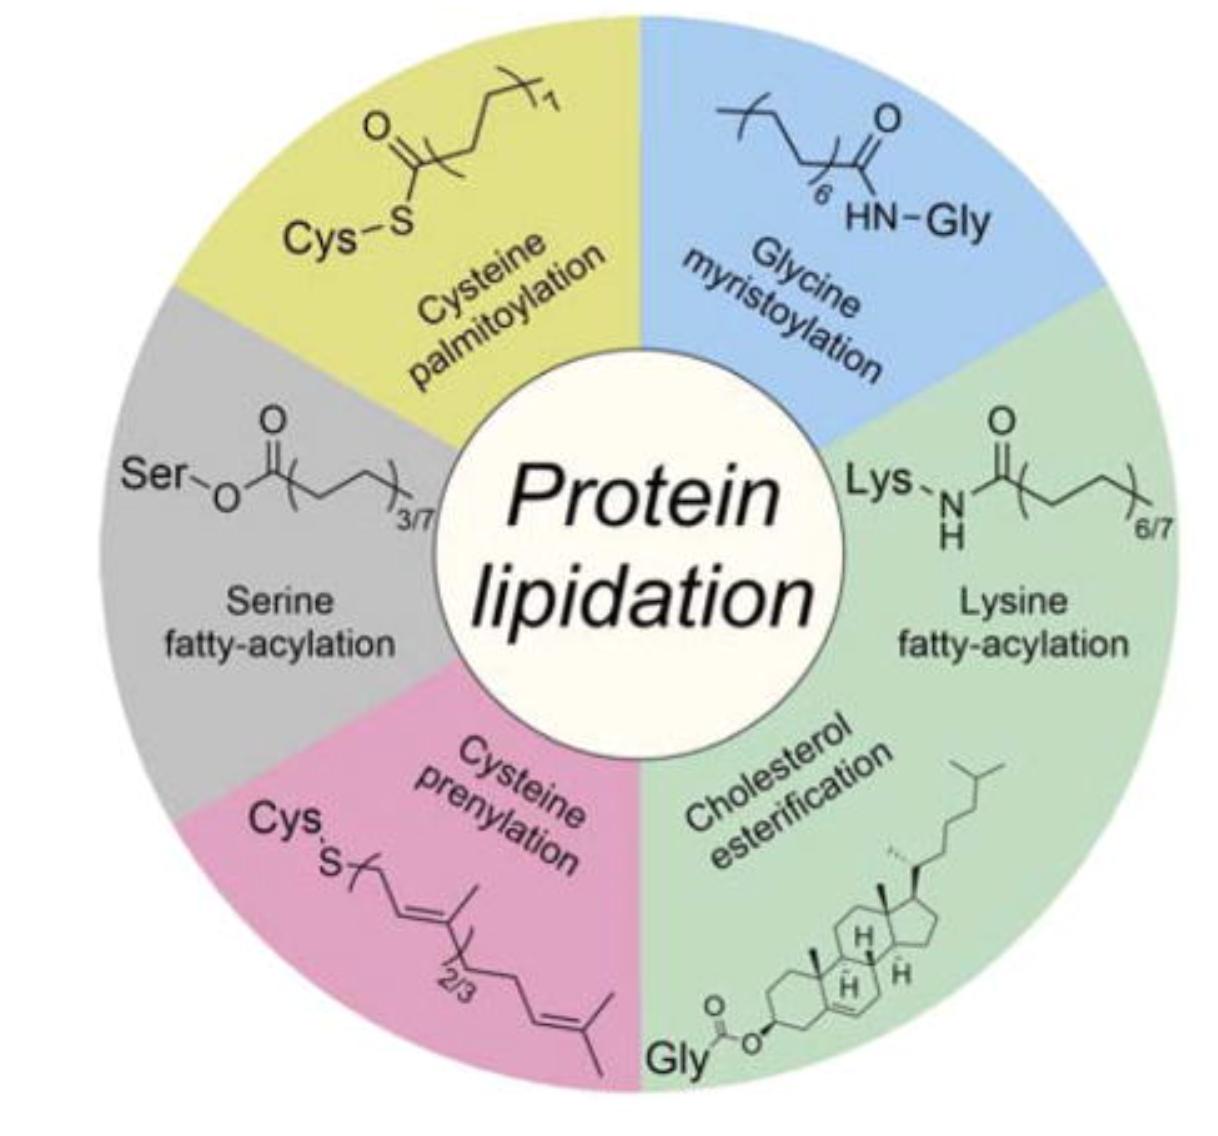 O
7
Cys
S
Cysteine
palmitoylation
O
6
HN-Gly
Glycine
myristoylation
Ser
O
O
3/7
Serine
fatty-acylation
Protein
lipidation
Lys
N
H
O
6/7
Lysine
fatty-acylation
Cysteine
prenylation
Cys
S
2/3
Cholesterol
esterification
H
H
H
O
O
Gly